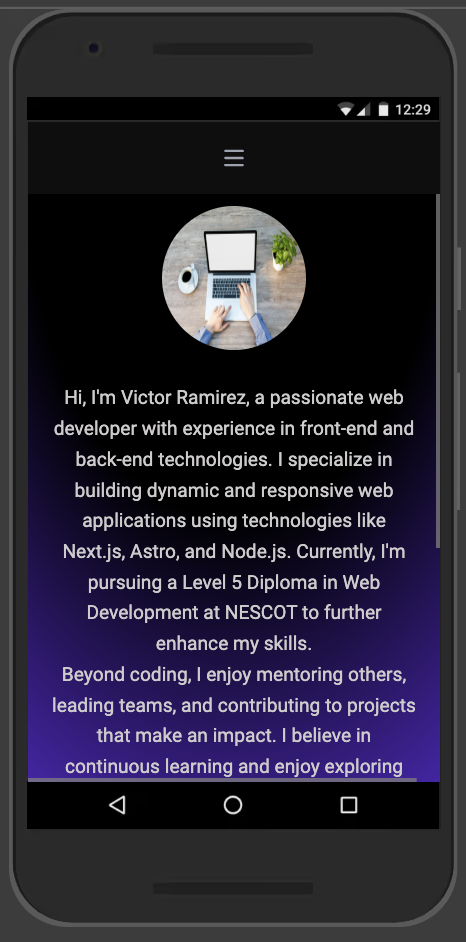 12:29
Hi, I'm Victor Ramirez, a passionate web
developer with experience in front-end and
back-end technologies. I specialize in
building dynamic and responsive web
applications using technologies like
Next.js, Astro, and Node.js. Currently, I'm
pursuing a Level 5 Diploma in Web
Development at NESCOT to further
enhance my skills.
Beyond coding, I enjoy mentoring others,
leading teams, and contributing to projects
that make an impact. I believe in
continuous learning and enjoy exploring